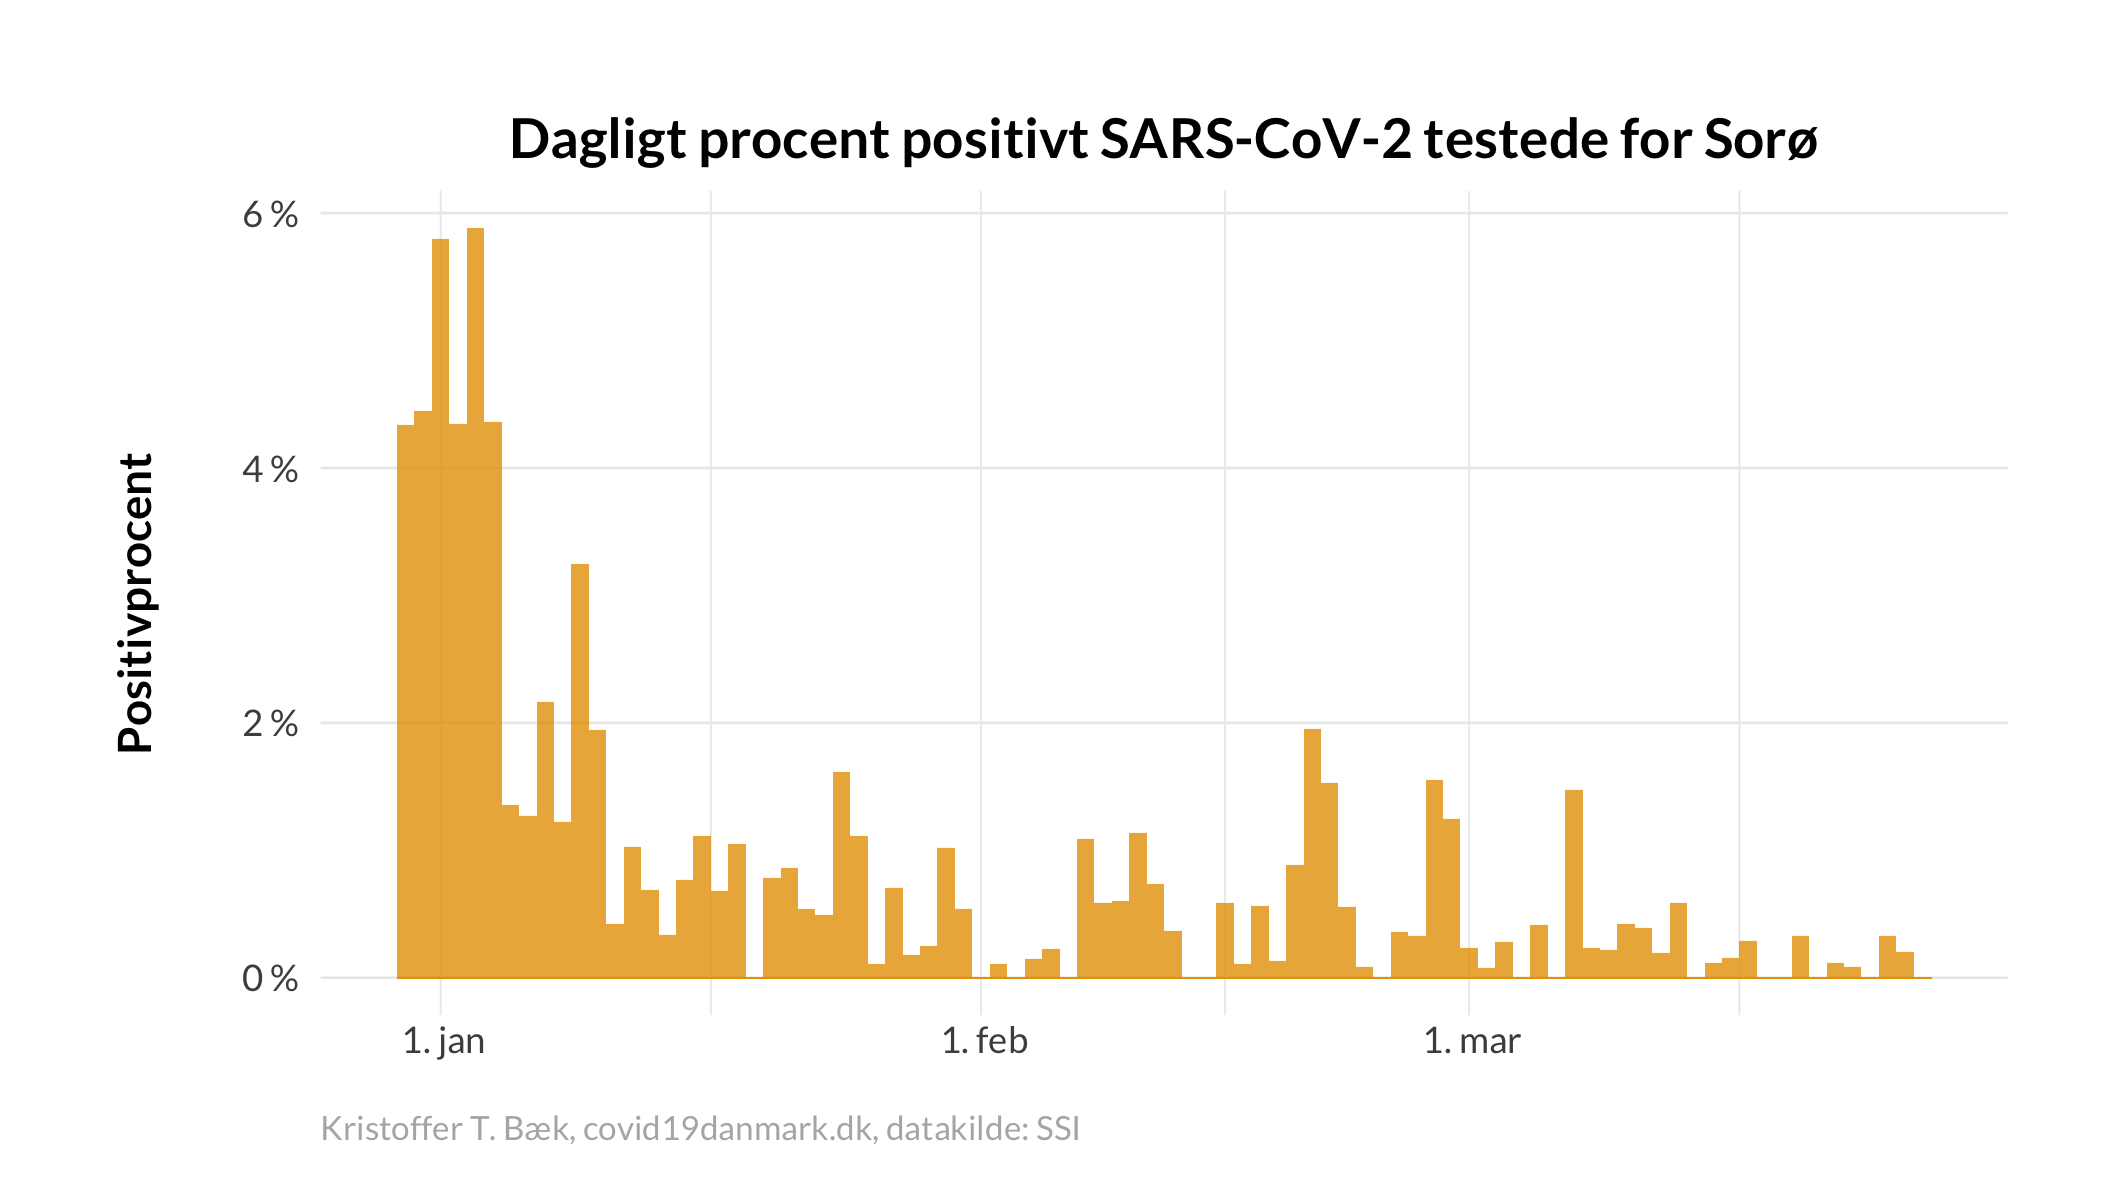 Dagligt procent positivt SARS-CoV-2 testede for Sorø
Positivprocent
6 %
4 %
2 %
0 %
1. jan
1. feb
1. mar
Kristoffer T. Bæk, covid19danmark.dk, datakilde: SSI